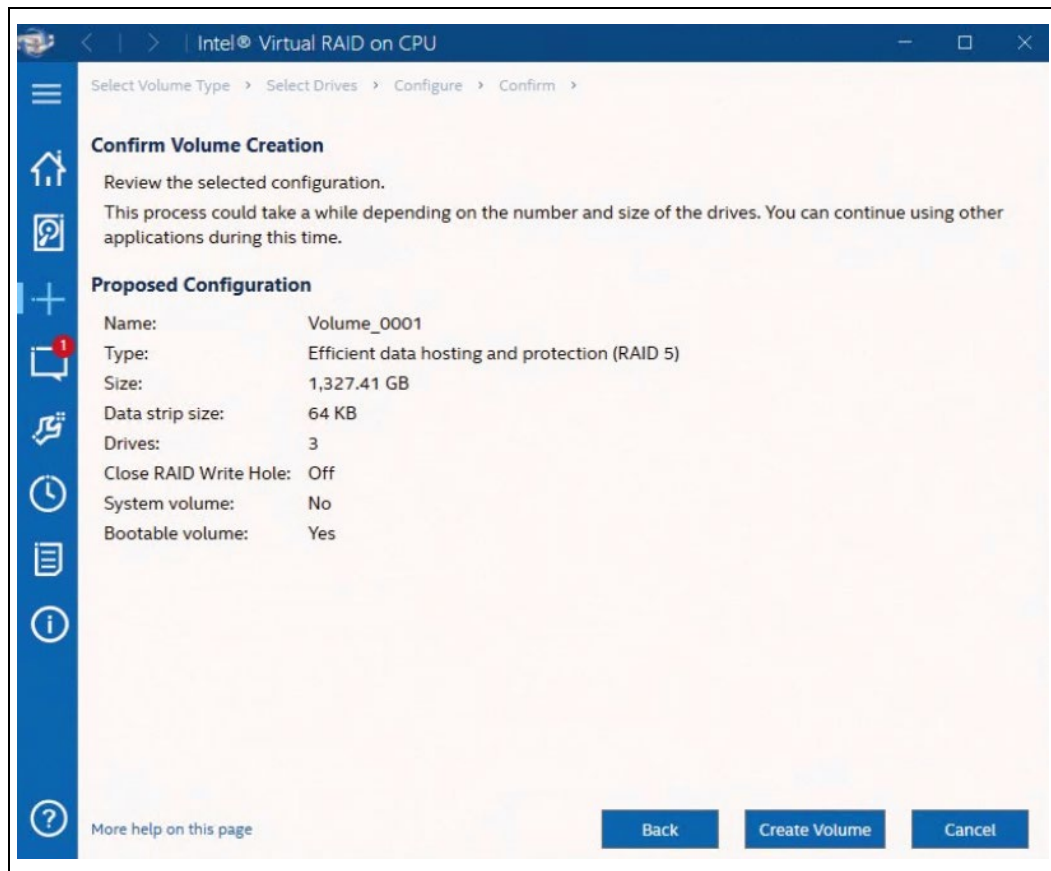 Intel® Virtual RAID on CPU
Select Volume Type > Select Drives > Configure > Confirm >
Confirm Volume Creation
Review the selected configuration.
This process could take a while depending on the number and size of the drives. You can continue using other
applications during this time.
Proposed Configuration
Name: Volume_0001
Type: Efficient data hosting and protection (RAID 5)
1
Size: 1,327.41 GB
Data strip size: 64 KB
Drives: 3
Close RAID Write Hole: Off
System volume: No
Bootable volume: Yes
More help on this page
Back
Create Volume
Cancel